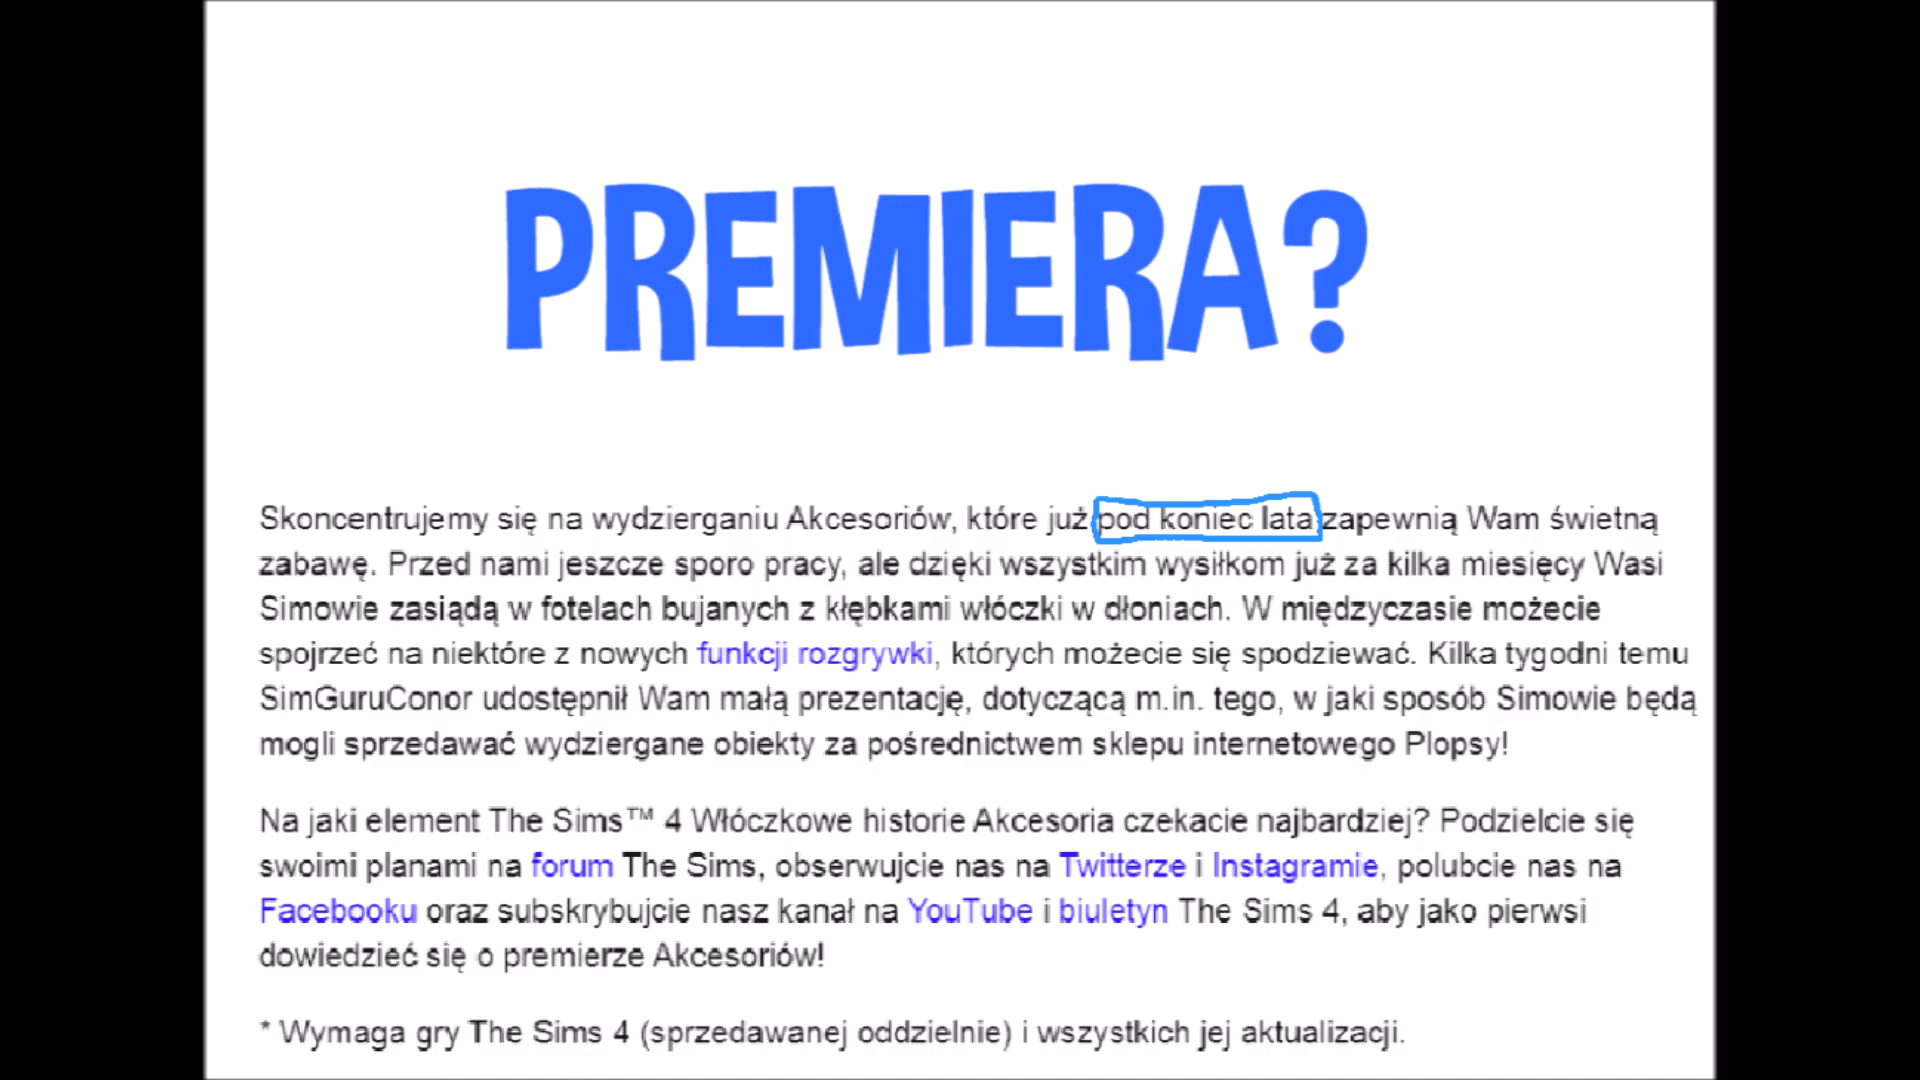 PREMIERA?
Skoncentrujemy się na wydzierganiu Akcesoriów, które już pod koniec lata zapewnią Wam świetną
zabawę. Przed nami jeszcze sporo pracy, ale dzięki wszystkim wysiłkom już za kilka miesięcy Wasi
Simowie zasiądą w fotelach bujanych z kłębkami włóczki w dłoniach. W międzyczasie możecie
spojrzeć na niektóre z nowych funkcji rozgrywki, których możecie się spodziewać. Kilka tygodni temu
SimGuruConor udostępnił Wam małą prezentację, dotyczącą m.in. tego, w jaki sposób Simowie będą
mogli sprzedawać wydziergane obiekty za pośrednictwem sklepu internetowego Plopsy!
Na jaki element The Sims™ 4 Włóczkowe historie Akcesoria czekacie najbardziej? Podzielcie się
swoimi planami na forum The Sims, obserwujcie nas na Twitterze i Instagramie, polubcie nas na
Facebooku oraz subskrybujcie nasz kanał na YouTube i biuletyn The Sims 4, aby jako pierwsi
dowiedzieć się o premierze Akcesoriów!
* Wymaga gry The Sims 4 (sprzedawanej oddzielnie) i wszystkich jej aktualizacji.